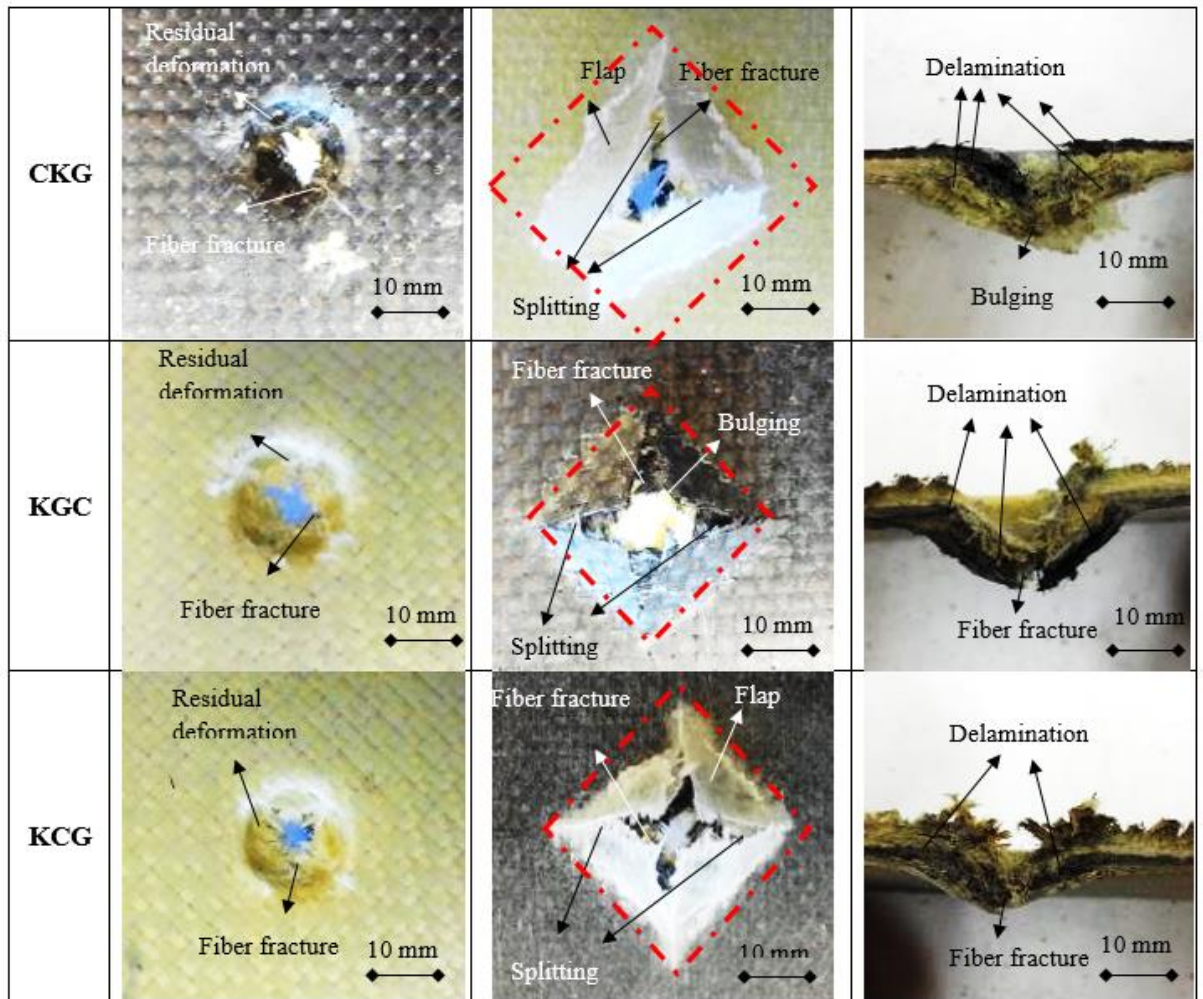 CKG
Residual
deformation
Fiber fracture
10 mm
Flap
Fiber fracture
Splitting
10 mm
Delamination
10 mm
Bulging
KGC
Residual
deformation
Fiber fracture
10 mm
Fiber fracture
Bulging
Splitting
10 mm
Delamination
Fiber fracture
10 mm
KCG
Residual
deformation
Fiber fracture
10 mm
Fiber fracture
Flap
Splitting
10 mm
Delamination
10 mm
Fiber fracture